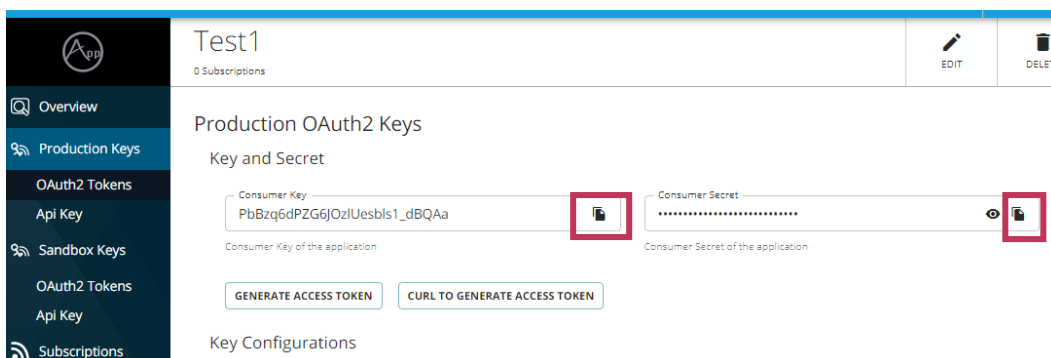 App
Test1
0 Subscriptions
EDIT
Overview
Production Keys
OAuth2 Tokens
Api Key
Sandbox Keys
OAuth2 Tokens
Api Key
Subscriptions
Production OAuth2 Keys
Key and Secret
Consumer Key
PbBzq6dPZG6JOzlUesbls1_dBQAa
Consumer Key of the application
Consumer Secret
••••••••••••••••••••••••••••
Consumer Secret of the application
GENERATE ACCESS TOKEN
CURL TO GENERATE ACCESS TOKEN
Key Configurations